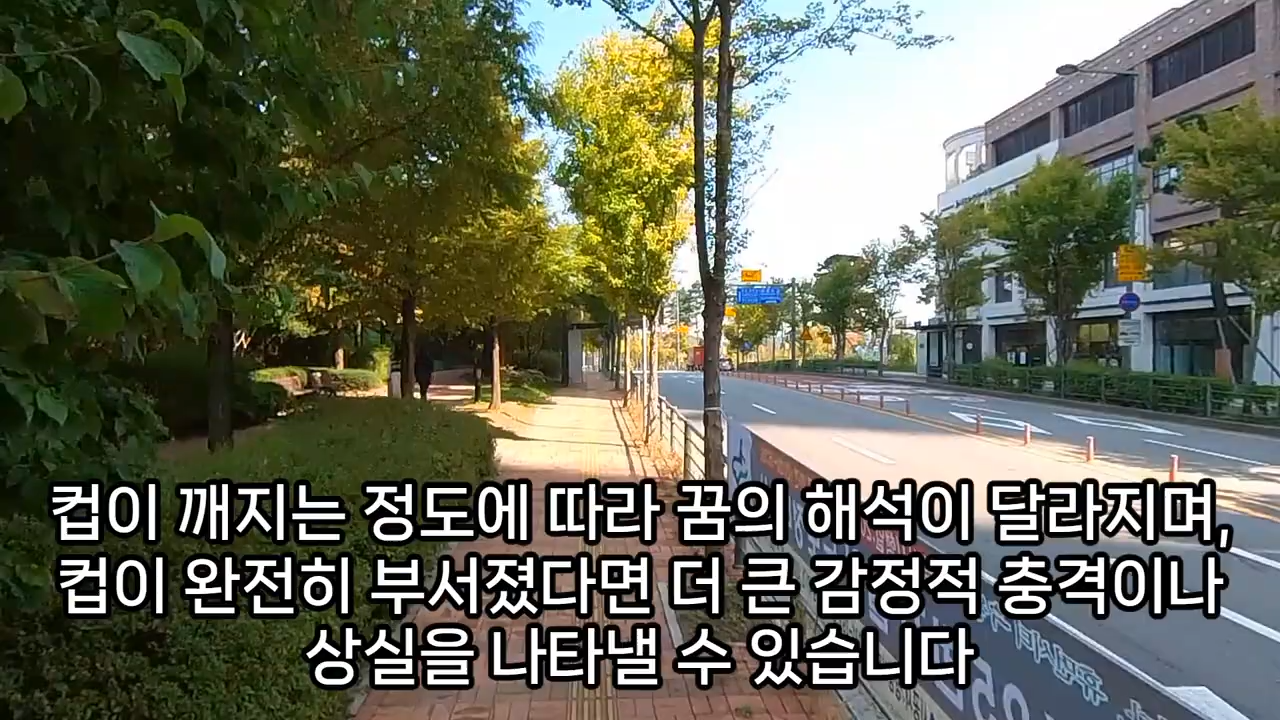 컵이 깨지는 정도에 따라 꿈의 해석이 달라지며,
컵이 완전히 부서졌다면 더 큰 감정적 충격이나
상실을 나타낼 수 있습니다